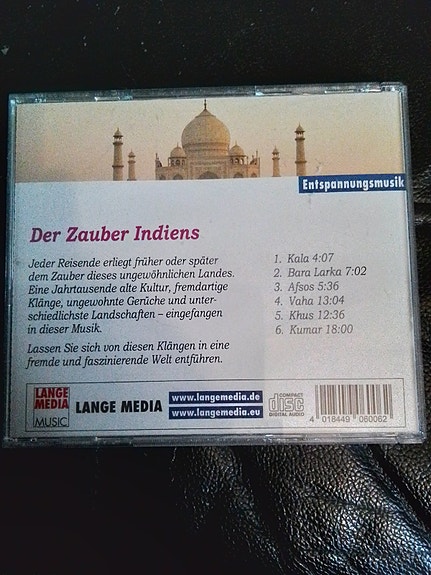 Entspannungsmusik
Der Zauber Indiens
Jeder Reisende erliegt früher oder später
dem Zauber dieses ungewöhnlichen Landes.
Eine Jahrtausende alte Kultur, fremdartige
Klänge, ungewohnte Gerüche und unter-
schiedlichste Landschaften – eingefangen
in dieser Musik.
Lassen Sie sich von diesen Klängen in eine
fremde und faszinierende Welt entführen.
1. Kala 4:07
2. Bara Larka 7:02
3. Afsos 5:36
4. Vaha 13:04
5. Khus 12:36
6. Kumar 18:00
LANGE
MEDIA
MUSIC
LANGE MEDIA
www.langemedia.de
www.langemedia.eu
COMPACT
disc
DIGITAL AUDIO
4 018449 060062